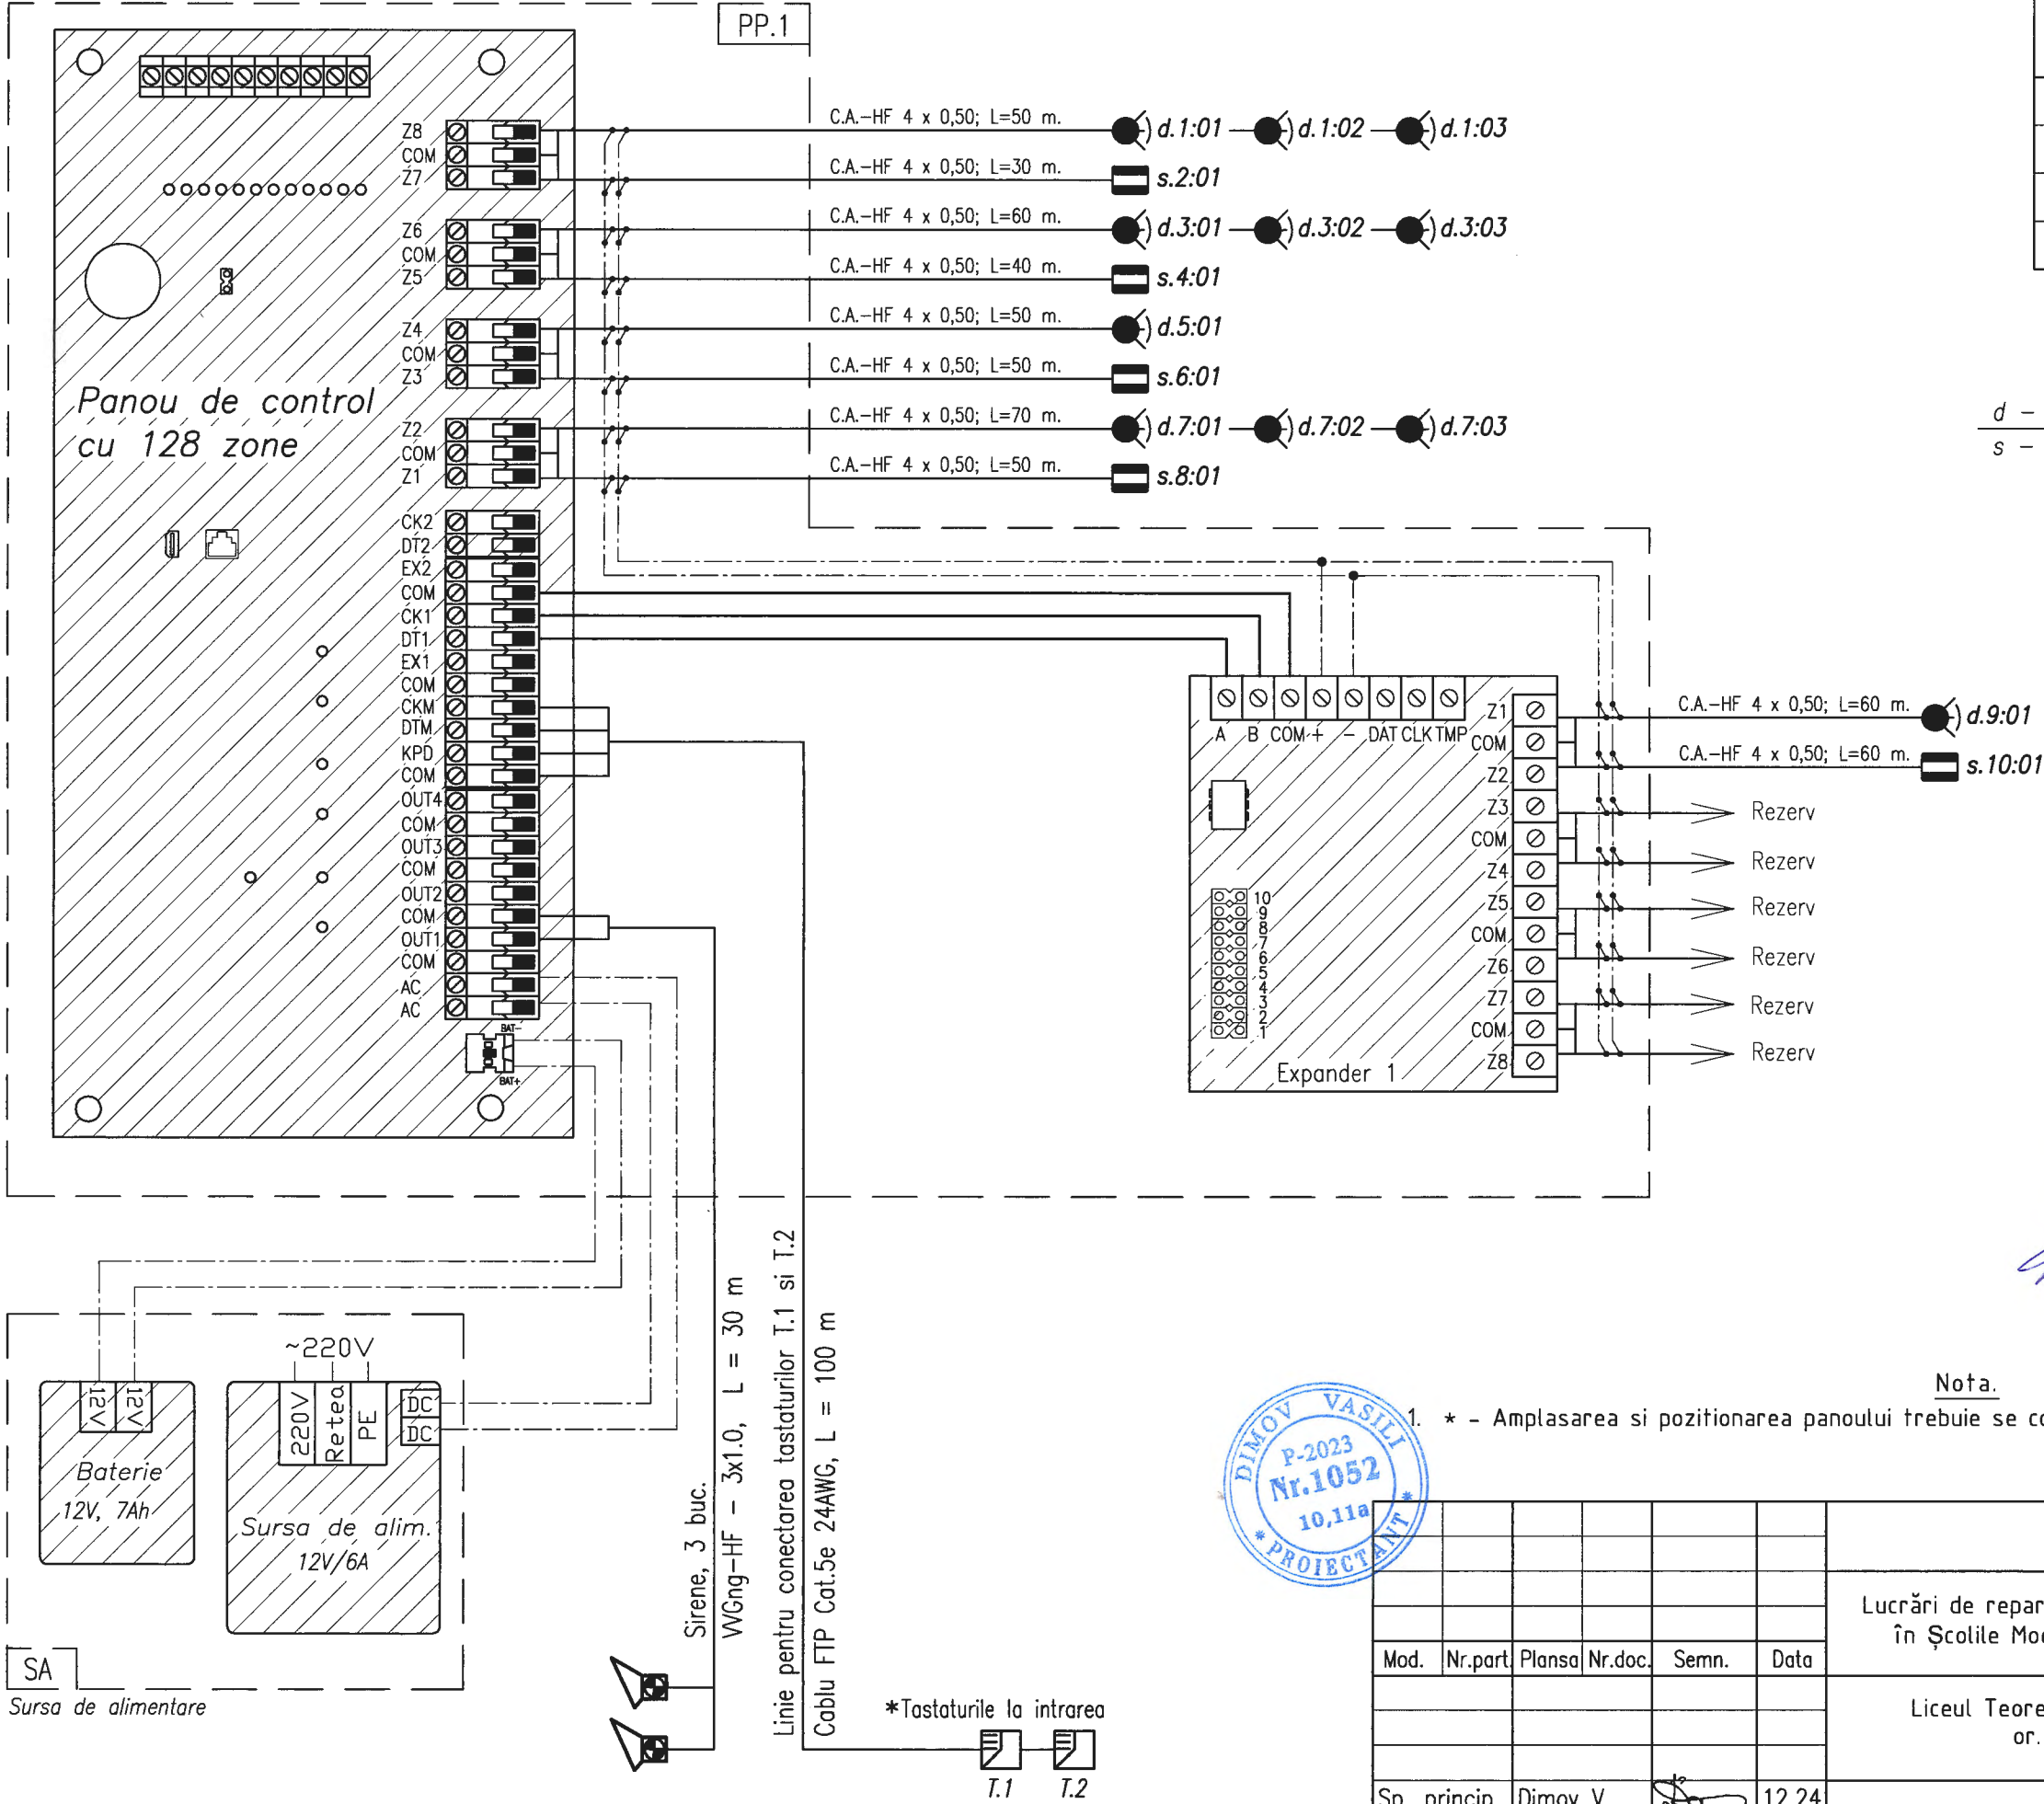 PP.1
Panou de control
cu 128 zone
Z8
COM
Z7
Z6
COM
Z5
Z4
COM
Z3
Z2
COM
Z1
CK2
DT2
EX2
COM
CK1
DT1
EX1
COM
CKM
DTM
KPD
COM
OUT4
COM
OUT3
COM
OUT2
COM
OUT1
COM
AC
AC
BAT-
BAT+
C.A.-HF 4 x 0,50; L=50 m.
d.1:01
d.1:02
d.1:03
C.A.-HF 4 x 0,50; L=30 m.
s.2:01
C.A.-HF 4 x 0,50; L=60 m.
d.3:01
d.3:02
d.3:03
C.A.-HF 4 x 0,50; L=40 m.
s.4:01
C.A.-HF 4 x 0,50; L=50 m.
d.5:01
C.A.-HF 4 x 0,50; L=50 m.
s.6:01
C.A.-HF 4 x 0,50; L=70 m.
d.7:01
d.7:02
d.7:03
C.A.-HF 4 x 0,50; L=50 m.
s.8:01
d -
s -
A B COM + - DAT CLK TMP
Z1
COM
Z2
Z3
COM
Z4
Z5
COM
Z6
Z7
COM
Z8
10
9
8
7
6
5
4
3
2
1
Expander 1
C.A.-HF 4 x 0,50; L=60 m.
d.9:01
C.A.-HF 4 x 0,50; L=60 m.
s.10:01
Rezerv
Rezerv
Rezerv
Rezerv
Rezerv
Rezerv
~220V
12V
12V
Baterie
12V, 7Ah
220V
Retea
PE
DC
DC
Sursa de alim.
12V/6A
SA
Sursa de alimentare
Sirene, 3 buc.
VVGng-HF - 3x1.0, L = 30 m
Linie pentru conectarea tastaturilor T.1 si T.2
Cablu FTP Cat.5e 24AWG, L = 100 m
*Tastaturile la intrarea
T.1
T.2
Nota.
1. * - Amplasarea si pozitionarea panoului trebuie se
DIMOV VASILI
P-2023
Nr.1052
10,11a
* PROIECTANT *
Mod. Nr.part. Plansa Nr.doc. Semn. Data
Lucrări de
în Școlile
Liceul
or.
Sp. princip. Dimov V. 12.24